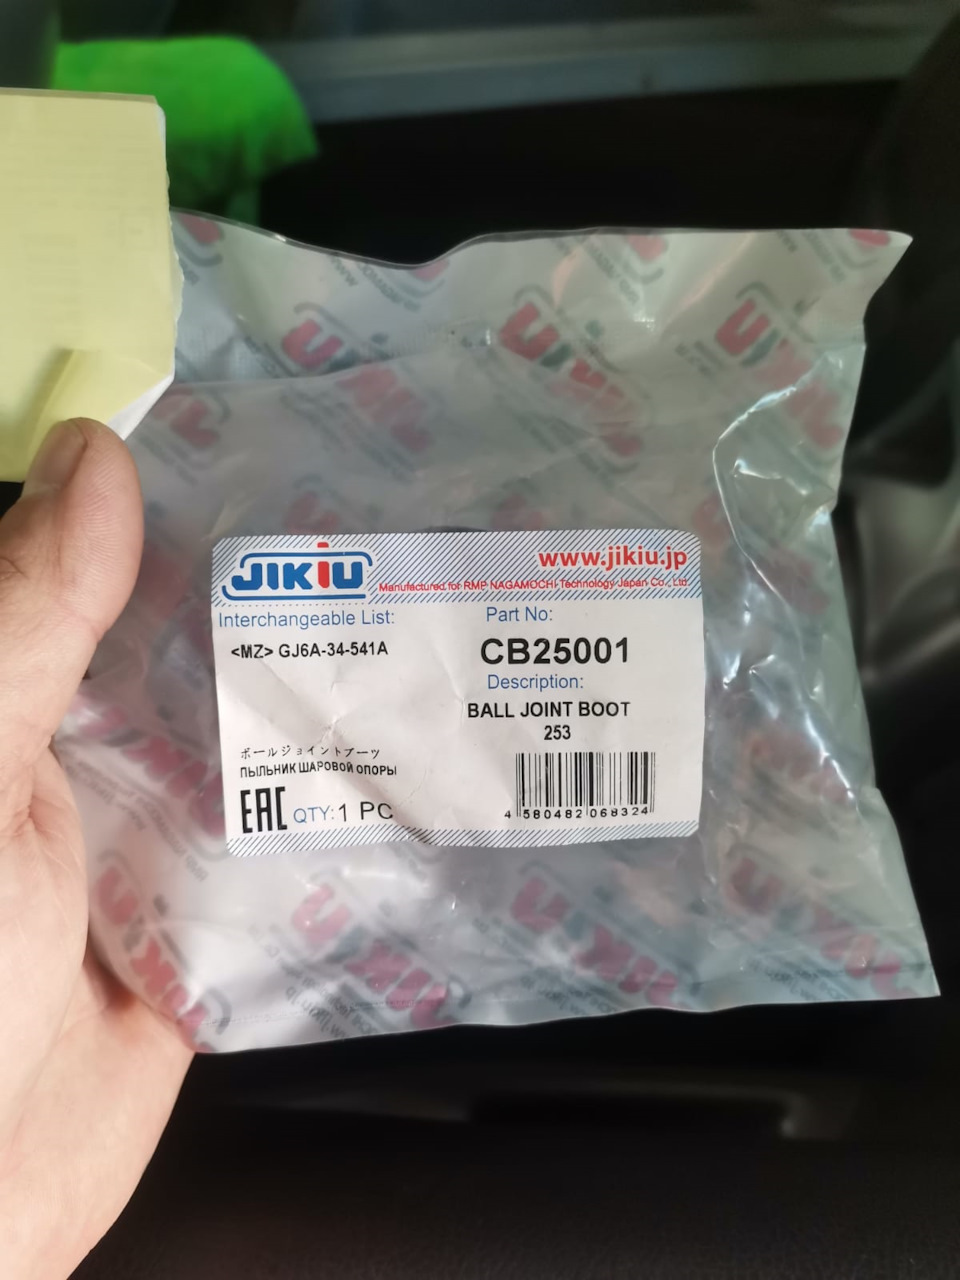 JIKIU
www.jikiu.jp
Manufactured for RMP NAGAMOCHI Technology Japan Co., Ltd.
Interchangeable List:
Part No:
<MZ> GJ6A-34-541A
CB25001
Description:
BALL JOINT BOOT
253
ボールジョイントブーツ
ПЫЛЬНИК ШАРОВОЙ ОПОРЫ
EAC QTY: 1 PC
4 580482 068324